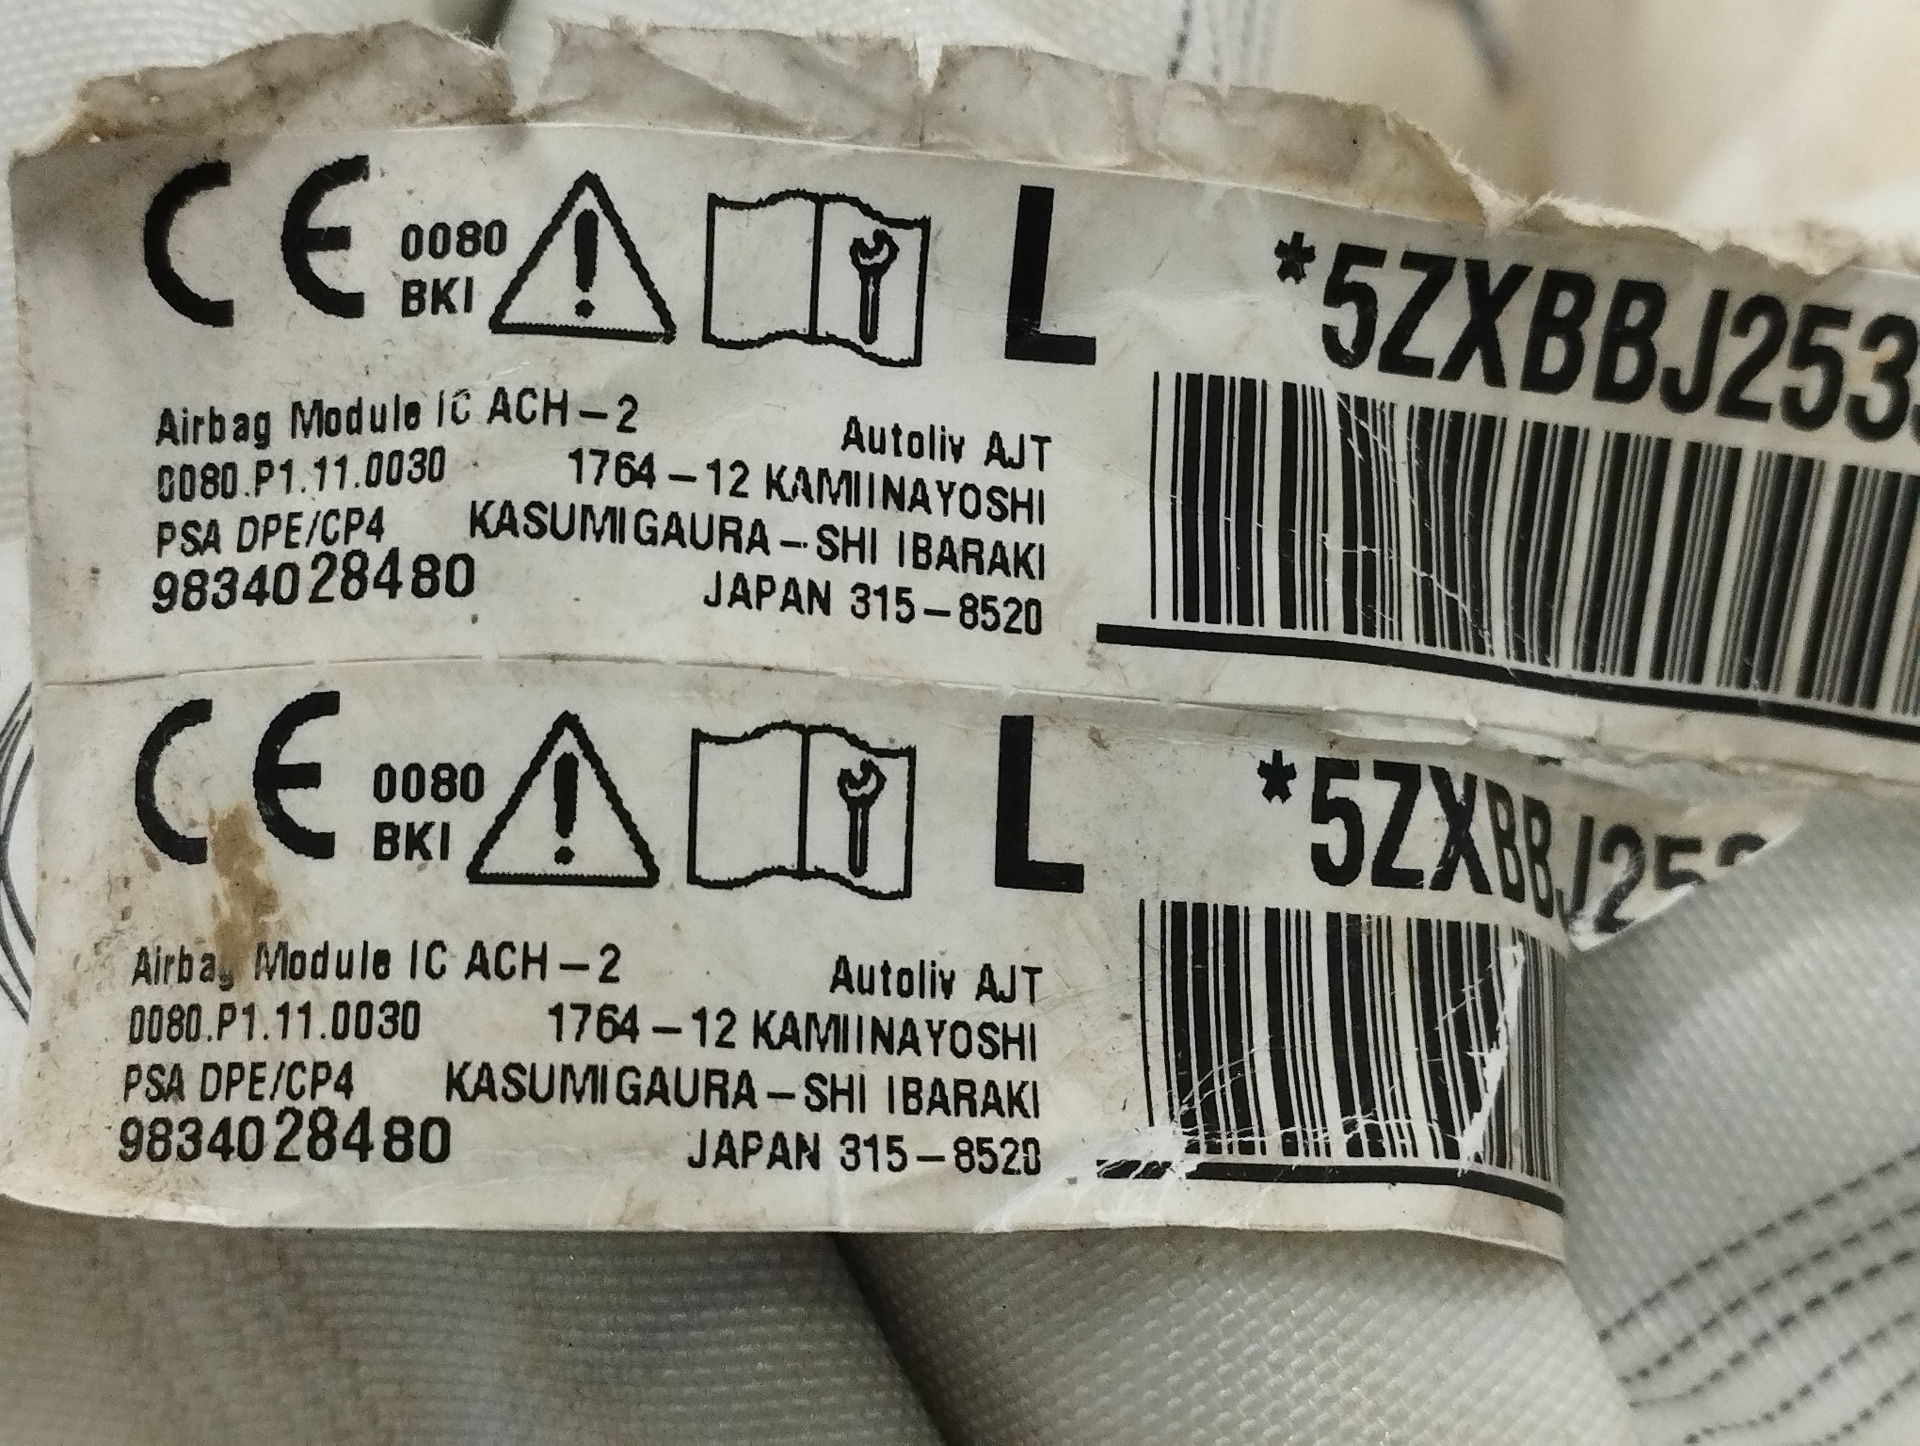 CE 0080 BKI L *5ZXBBJ253
Airbag Module IC ACH-2
Autoliv AJT
0080.P1.11.0030
1764-12 KAMIINAYOSHI
PSA DPE/CP4
KASUMIGAURA-SHI IBARAKI
9834028480
JAPAN 315-8520
CE 0080 BKI L *5ZXBBJ253
Airbag Module IC ACH-2
Autoliv AJT
0080.P1.11.0030
1764-12 KAMIINAYOSHI
PSA DPE/CP4
KASUMIGAURA-SHI IBARAKI
9834028480
JAPAN 315-8520